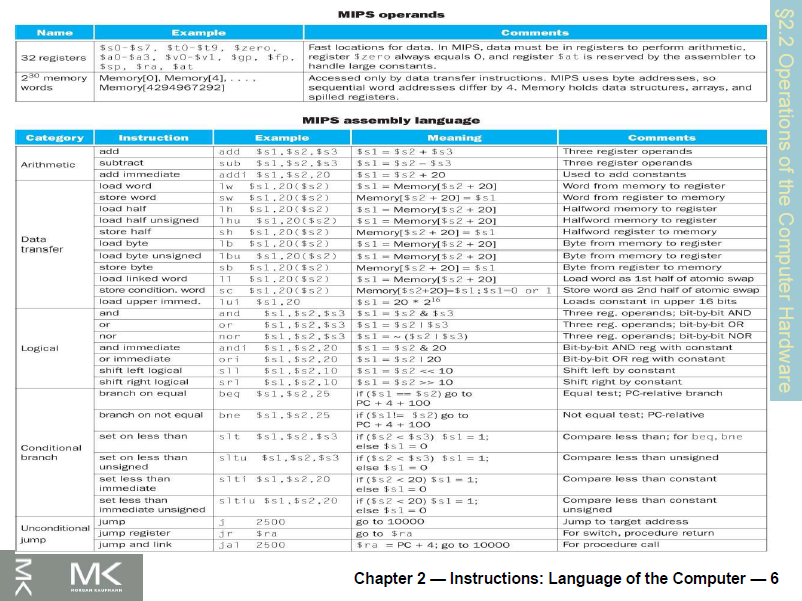 MIPS operands
Name Example Comments
32 registers $s0–$s7, $t0–$t9, $zero, $a0–$a3, $v0–$v1, $gp, $fp, $sp, $ra, $at Fast locations for data. In MIPS, data must be in registers to perform arithmetic, register $zero always equals 0, and register $at is reserved by the assembler to handle large constants.
2³⁰ memory words Memory[0], Memory[4], . . . , Memory[4294967292] Accessed only by data transfer instructions. MIPS uses byte addresses, so sequential word addresses differ by 4. Memory holds data structures, arrays, and spilled registers.
MIPS assembly language
Category Instruction Example Meaning Comments
Arithmetic
add add $s1,$s2,$s3 $s1 = $s2 + $s3 Three register operands
subtract sub $s1,$s2,$s3 $s1 = $s2 – $s3 Three register operands
add immediate addi $s1,$s2,20 $s1 = $s2 + 20 Used to add constants
Data transfer
load word lw $s1,20($s2) $s1 = Memory[$s2 + 20] Word from memory to register
store word sw $s1,20($s2) Memory[$s2 + 20] = $s1 Word from register to memory
load half lh $s1,20($s2) $s1 = Memory[$s2 + 20] Halfword memory to register
load half unsigned lhu $s1,20($s2) $s1 = Memory[$s2 + 20] Halfword memory to register
store half sh $s1,20($s2) Memory[$s2 + 20] = $s1 Halfword register to memory
load byte lb $s1,20($s2) $s1 = Memory[$s2 + 20] Byte from memory to register
load byte unsigned lbu $s1,20($s2) $s1 = Memory[$s2 + 20] Byte from memory to register
store byte sb $s1,20($s2) Memory[$s2 + 20] = $s1 Byte from register to memory
load linked word ll $s1,20($s2) $s1 = Memory[$s2 + 20] Load word as 1st half of atomic swap
store condition. word sc $s1,20($s2) Memory[$s2+20]=$s1;$s1=0 or 1 Store word as 2nd half of atomic swap
load upper immed. lui $s1,20 $s1 = 20 * 2¹⁶ Loads constant in upper 16 bits
Logical
and and $s1,$s2,$s3 $s1 = $s2 & $s3 Three reg. operands; bit-by-bit AND
or or $s1,$s2,$s3 $s1 = $s2 | $s3 Three reg. operands; bit-by-bit OR
nor nor $s1,$s2,$s3 $s1 = ~ ($s2 | $s3) Three reg. operands; bit-by-bit NOR
and immediate andi $s1,$s2,20 $s1 = $s2 & 20 Bit-by-bit AND reg with constant
or immediate ori $s1,$s2,20 $s1 = $s2 | 20 Bit-by-bit OR reg with constant
shift left logical sll $s1,$s2,10 $s1 = $s2 << 10 Shift left by constant
shift right logical srl $s1,$s2,10 $s1 = $s2 >> 10 Shift right by constant
Conditional branch
branch on equal beq $s1,$s2,25 if ($s1 == $s2) go to PC + 4 + 100 Equal test; PC-relative branch
branch on not equal bne $s1,$s2,25 if ($s1!= $s2) go to PC + 4 + 100 Not equal test; PC-relative
set on less than slt $s1,$s2,$s3 if ($s2 < $s3) $s1 = 1; else $s1 = 0 Compare less than; for beq, bne
set on less than unsigned sltu $s1,$s2,$s3 if ($s2 < $s3) $s1 = 1; else $s1 = 0 Compare less than unsigned
set less than immediate slti $s1,$s2,20 if ($s2 < 20) $s1 = 1; else $s1 = 0 Compare less than constant
set less than immediate unsigned sltiu $s1,$s2,20 if ($s2 < 20) $s1 = 1; else $s1 = 0 Compare less than constant unsigned
Unconditional jump
jump j 2500 go to 10000 Jump to target address
jump register jr $ra go to $ra For switch, procedure return
jump and link jal 2500 $ra = PC + 4; go to 10000 For procedure call
§2.2 Operations of the Computer Hardware
MK
MK
MORGAN KAUFMANN
Chapter 2 — Instructions: Language of the Computer — 6